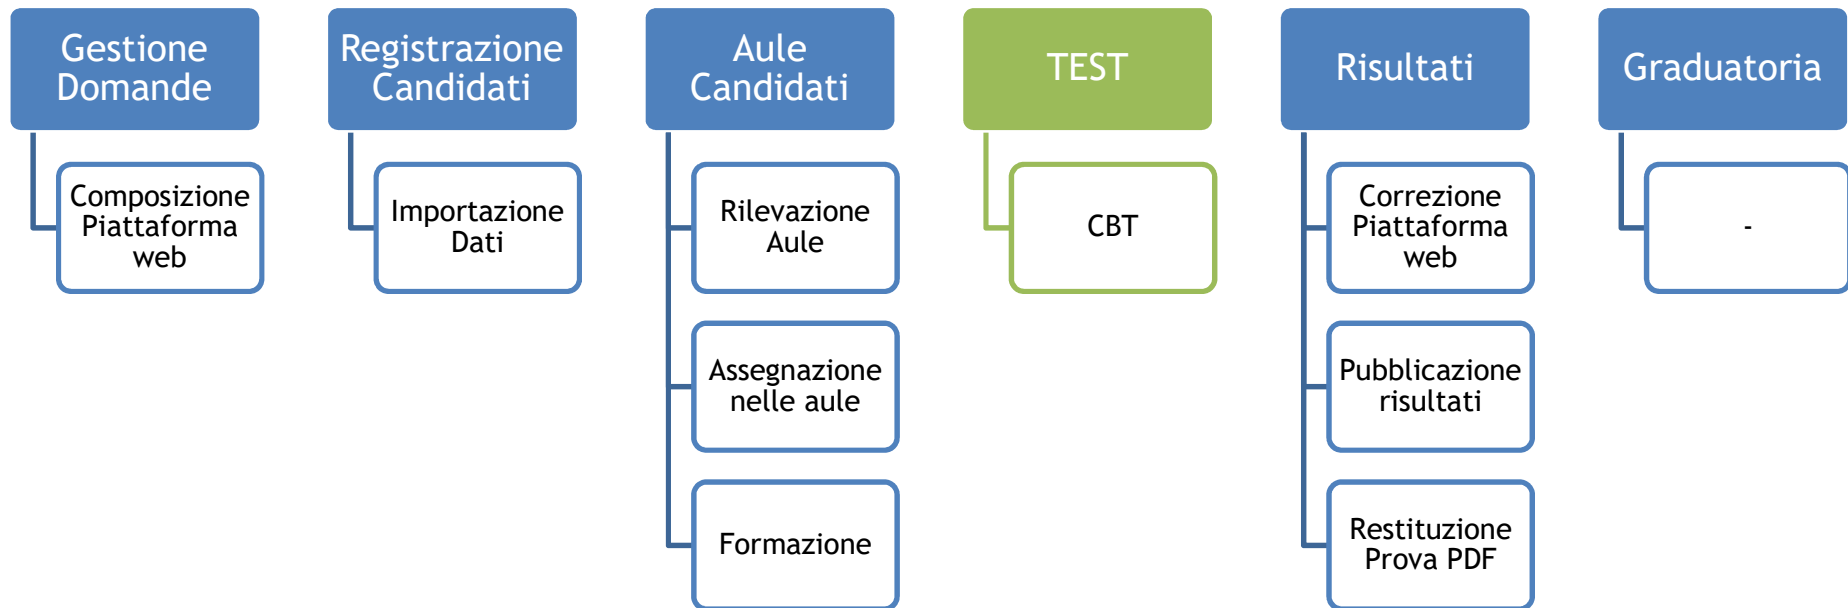 Gestione
Domande
Composizione
Piattaforma
web
Registrazione
Candidati
Importazione
Dati
Aule
Candidati
Rilevazione
Aule
Assegnazione
nelle aule
Formazione
TEST
CBT
Risultati
Correzione
Piattaforma
web
Pubblicazione
risultati
Restituzione
Prova PDF
Graduatoria
-